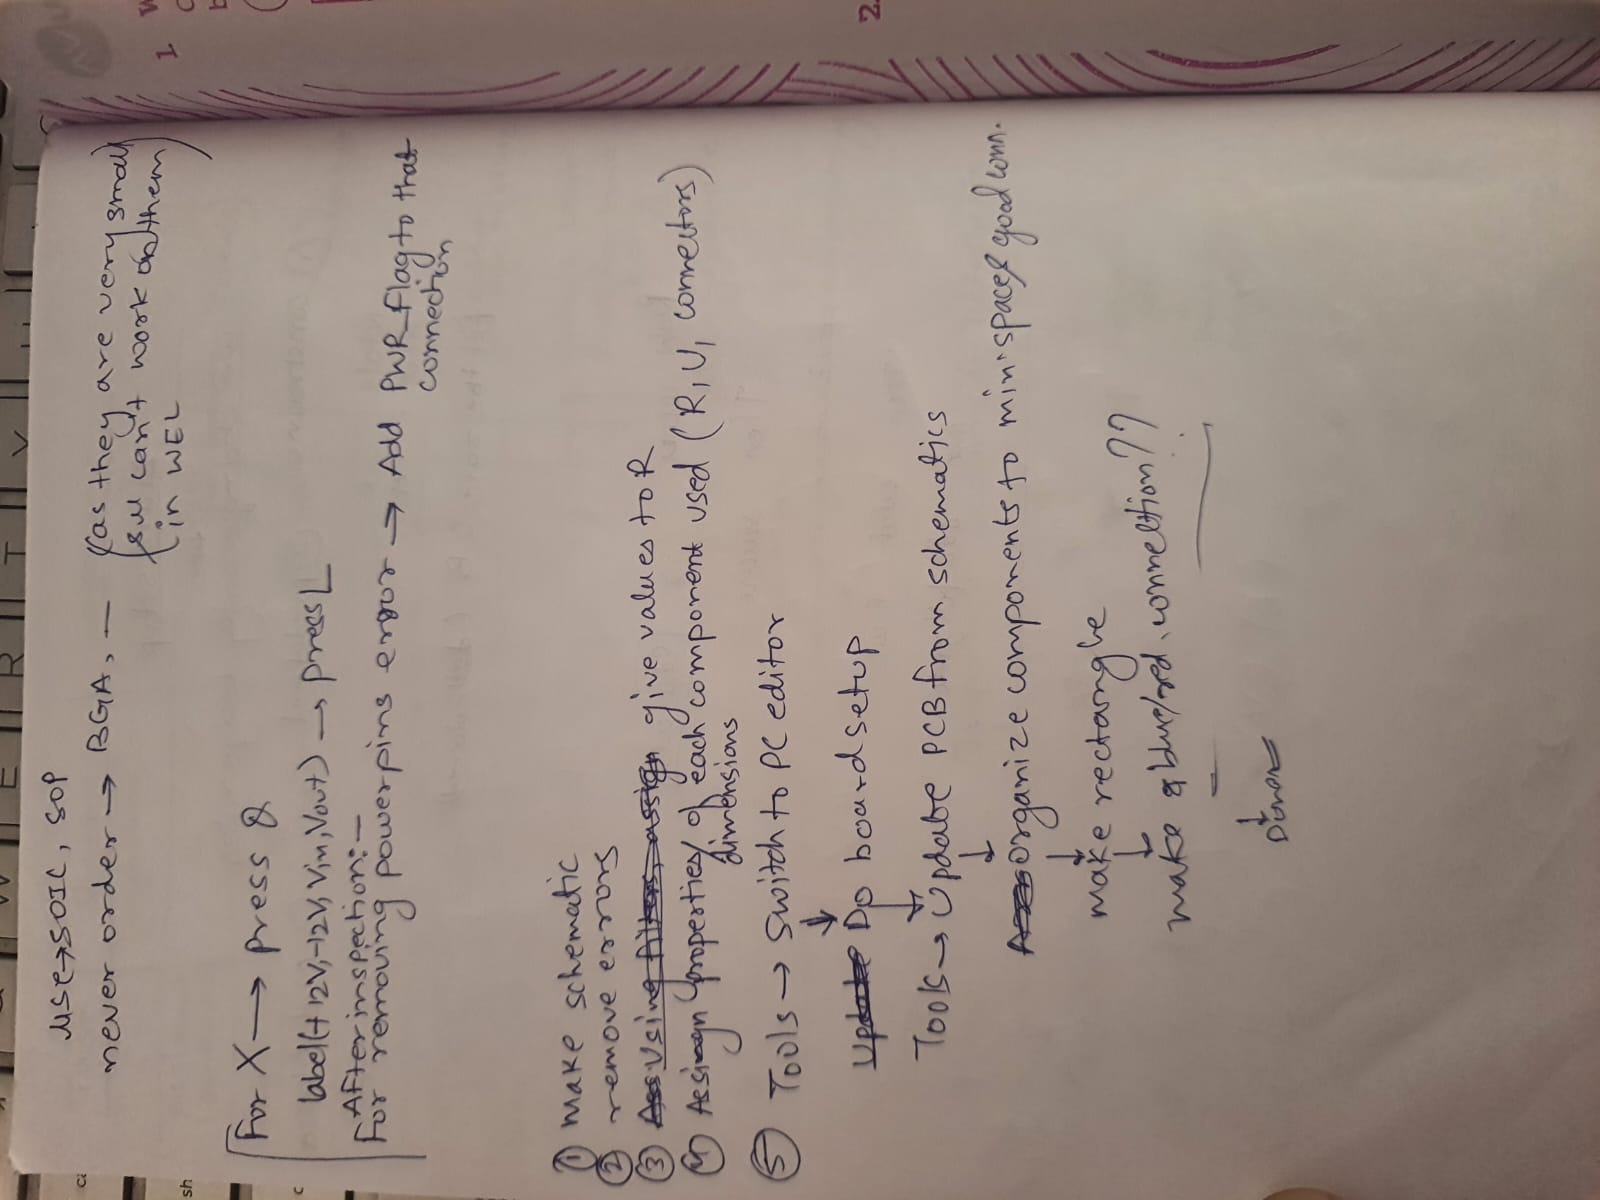 use→SOIC, SOP
never order → BGA, — (as they are very small
so u can't work on them)
in WEL
For X → press Q
label(+12V,-12V,Vin,Vout) → press L
After inspection:—
For removing power pins error → Add PWR_Flag to that
connection
① make schematic
② remove errors
③ Using filters, assign give values to R
④ Assign properties/ of each component used (R, U, connectors)
dimensions
⑤ Tools → Switch to PC editor
↓
Update Do board setup
↓
Tools → Update PCB from schematics
↓
organize components to min. space & good conn.
↓
make rectangle
↓
make blue/red. connection??
↓